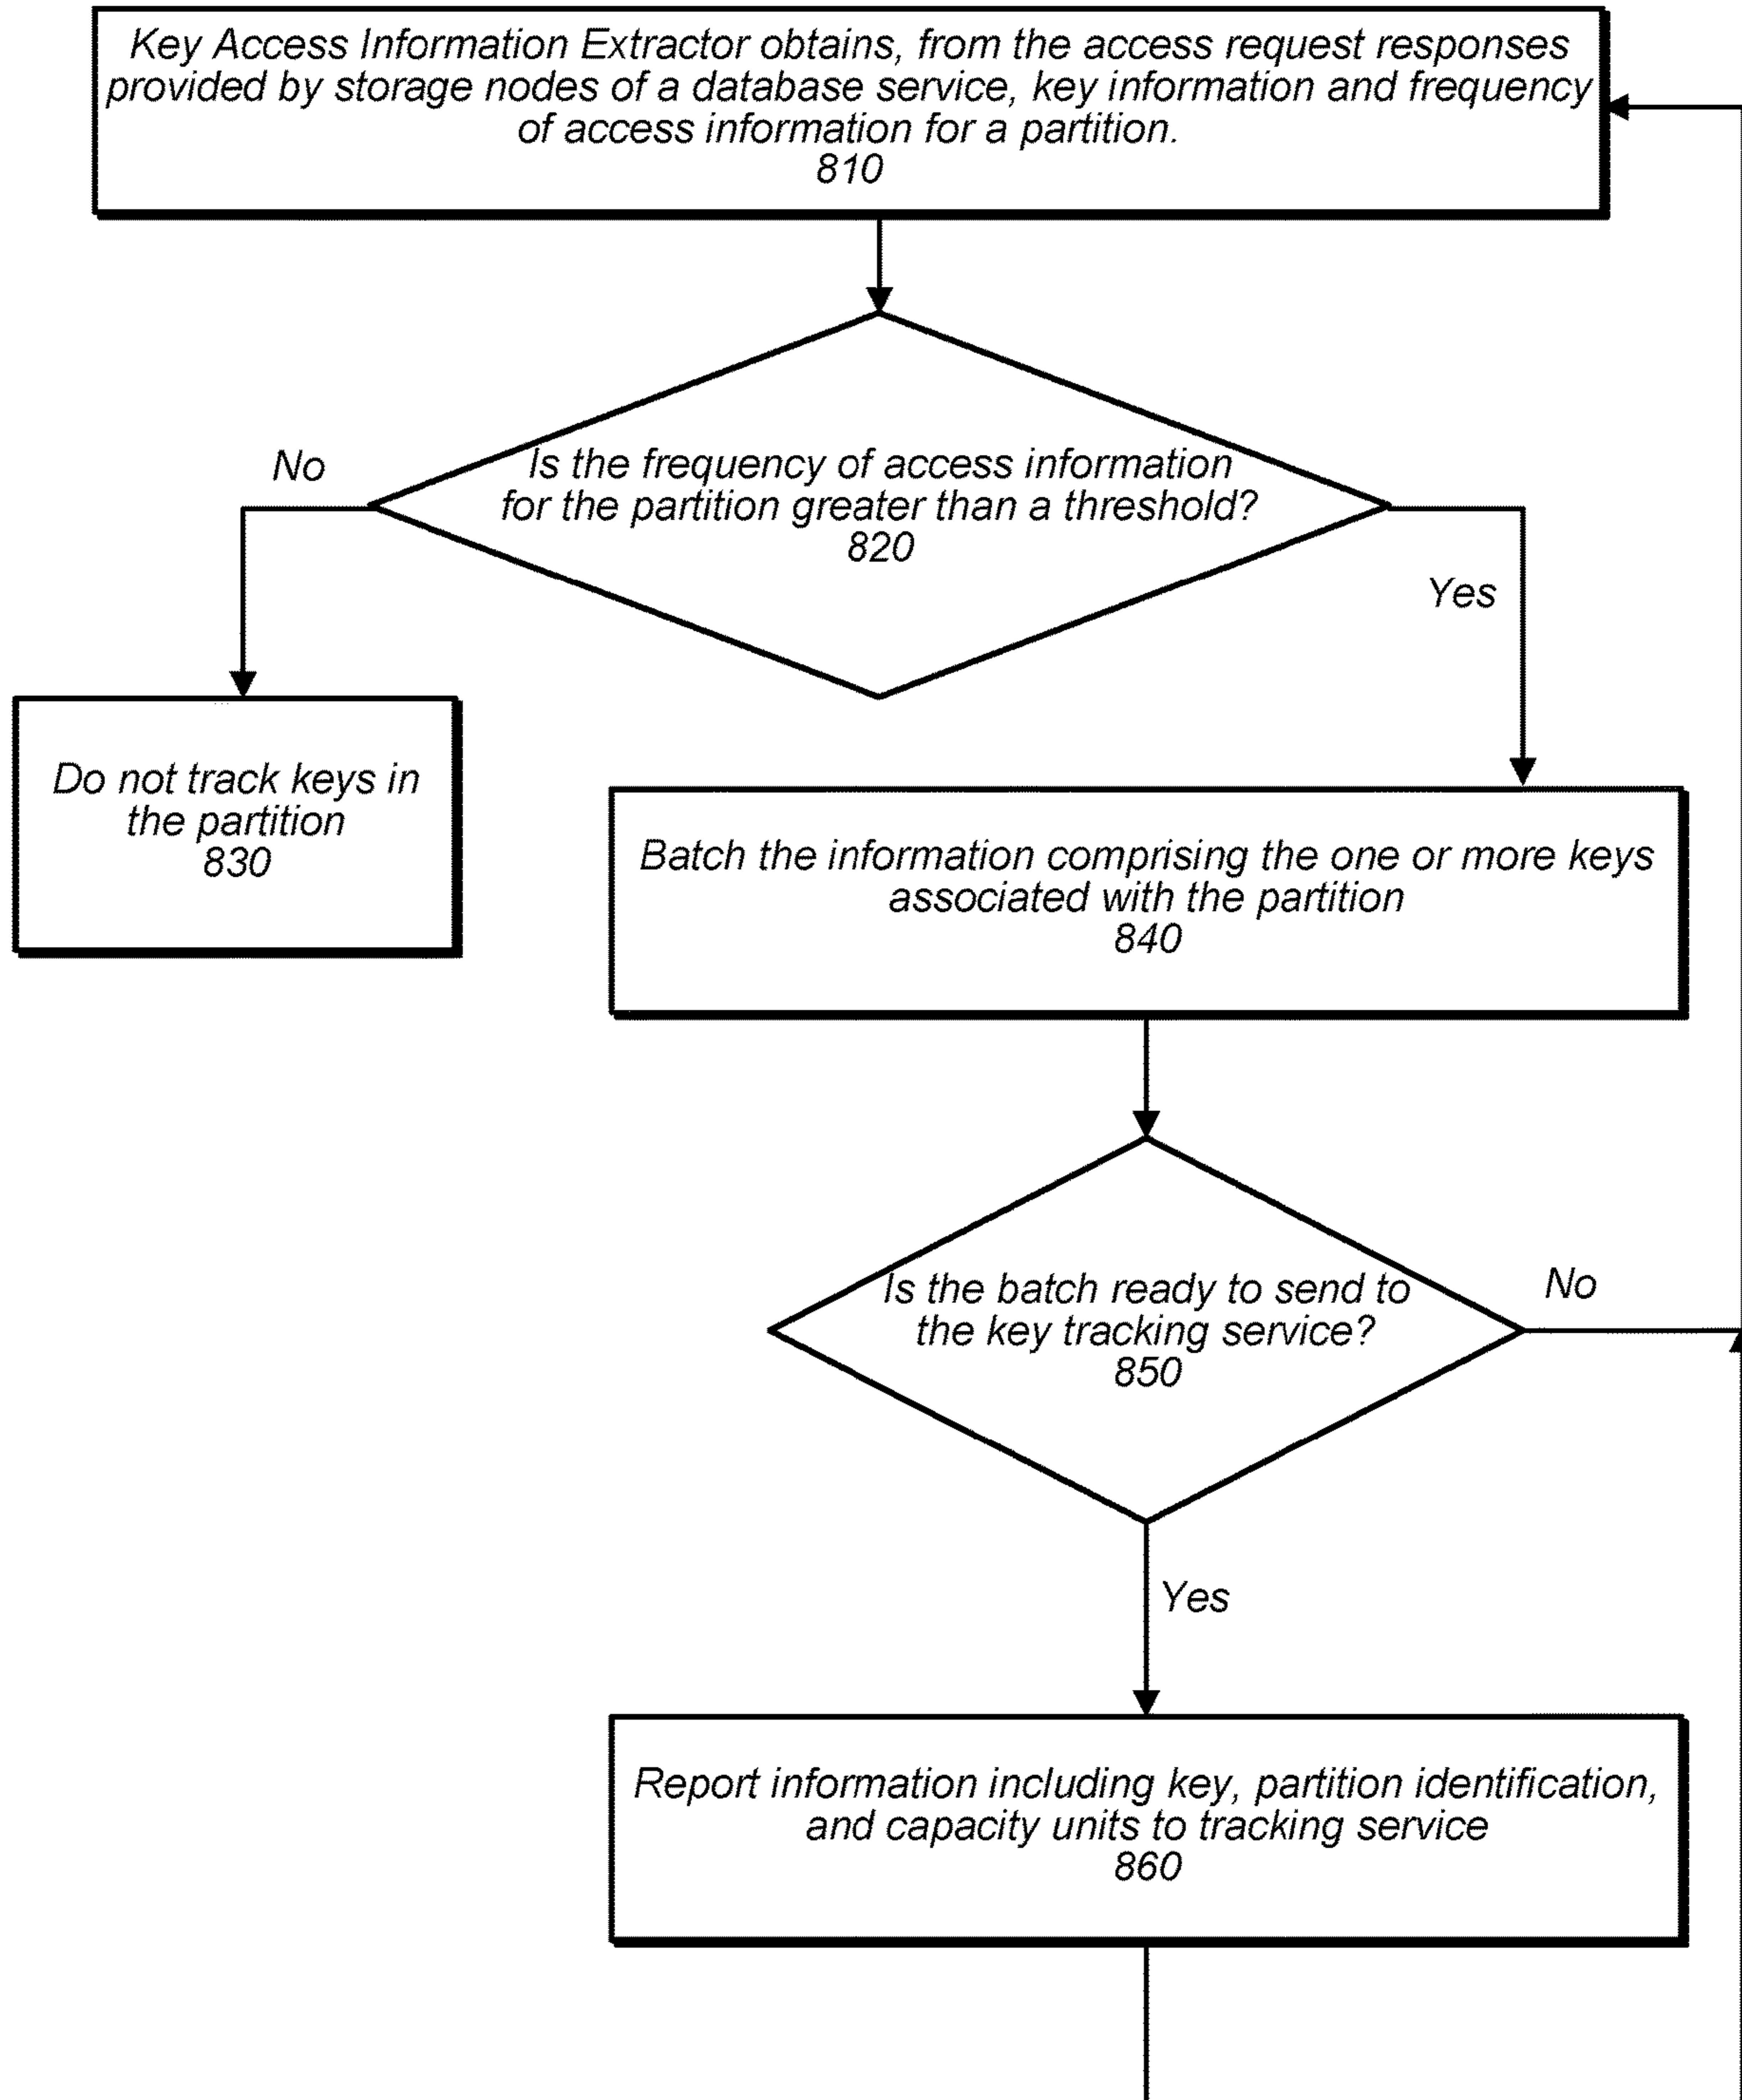 Key Access Information Extractor obtains, from the access request responses
provided by storage nodes of a database service, key information and frequency
of access information for a partition.
810
Is the frequency of access information
for the partition greater than a threshold?
820
No
Yes
Do not track keys in
the partition
830
Batch the information comprising the one or more keys
associated with the partition
840
Is the batch ready to send to
the key tracking service?
850
No
Yes
Report information including key, partition identification,
and capacity units to tracking service
860